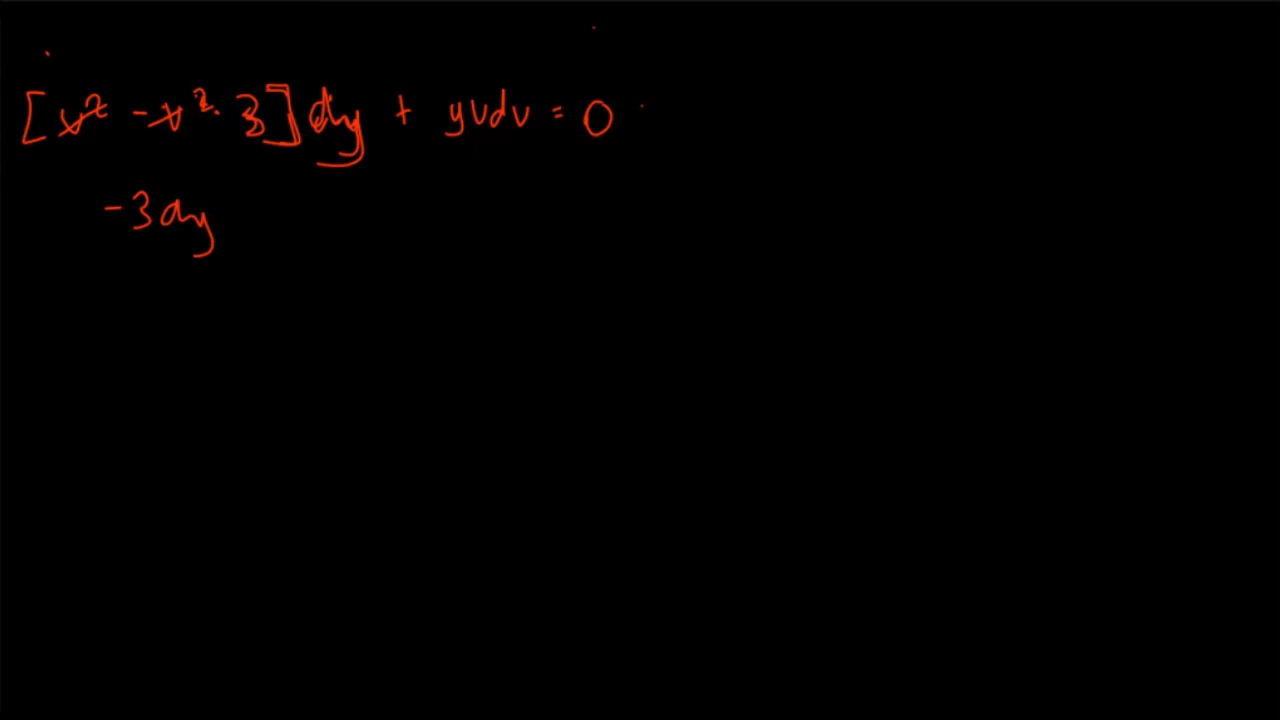 [v² - v² - 3] dy + yvdv = 0
-3dy